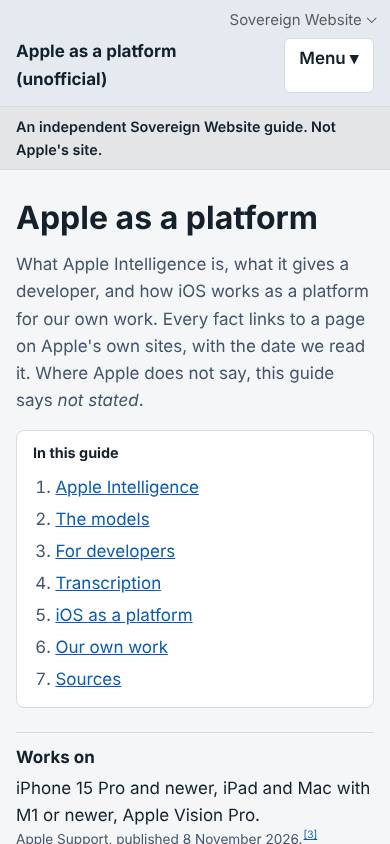 Sovereign Website
Apple as a platform
(unofficial)
Menu ▾
An independent Sovereign Website guide. Not
Apple's site.
Apple as a platform
What Apple Intelligence is, what it gives a
developer, and how iOS works as a platform
for our own work. Every fact links to a page
on Apple's own sites, with the date we read
it. Where Apple does not say, this guide
says not stated.
In this guide
1. Apple Intelligence
2. The models
3. For developers
4. Transcription
5. iOS as a platform
6. Our own work
7. Sources
Works on
iPhone 15 Pro and newer, iPad and Mac with
M1 or newer, Apple Vision Pro.
Apple Support, published 8 November 2026.[3]